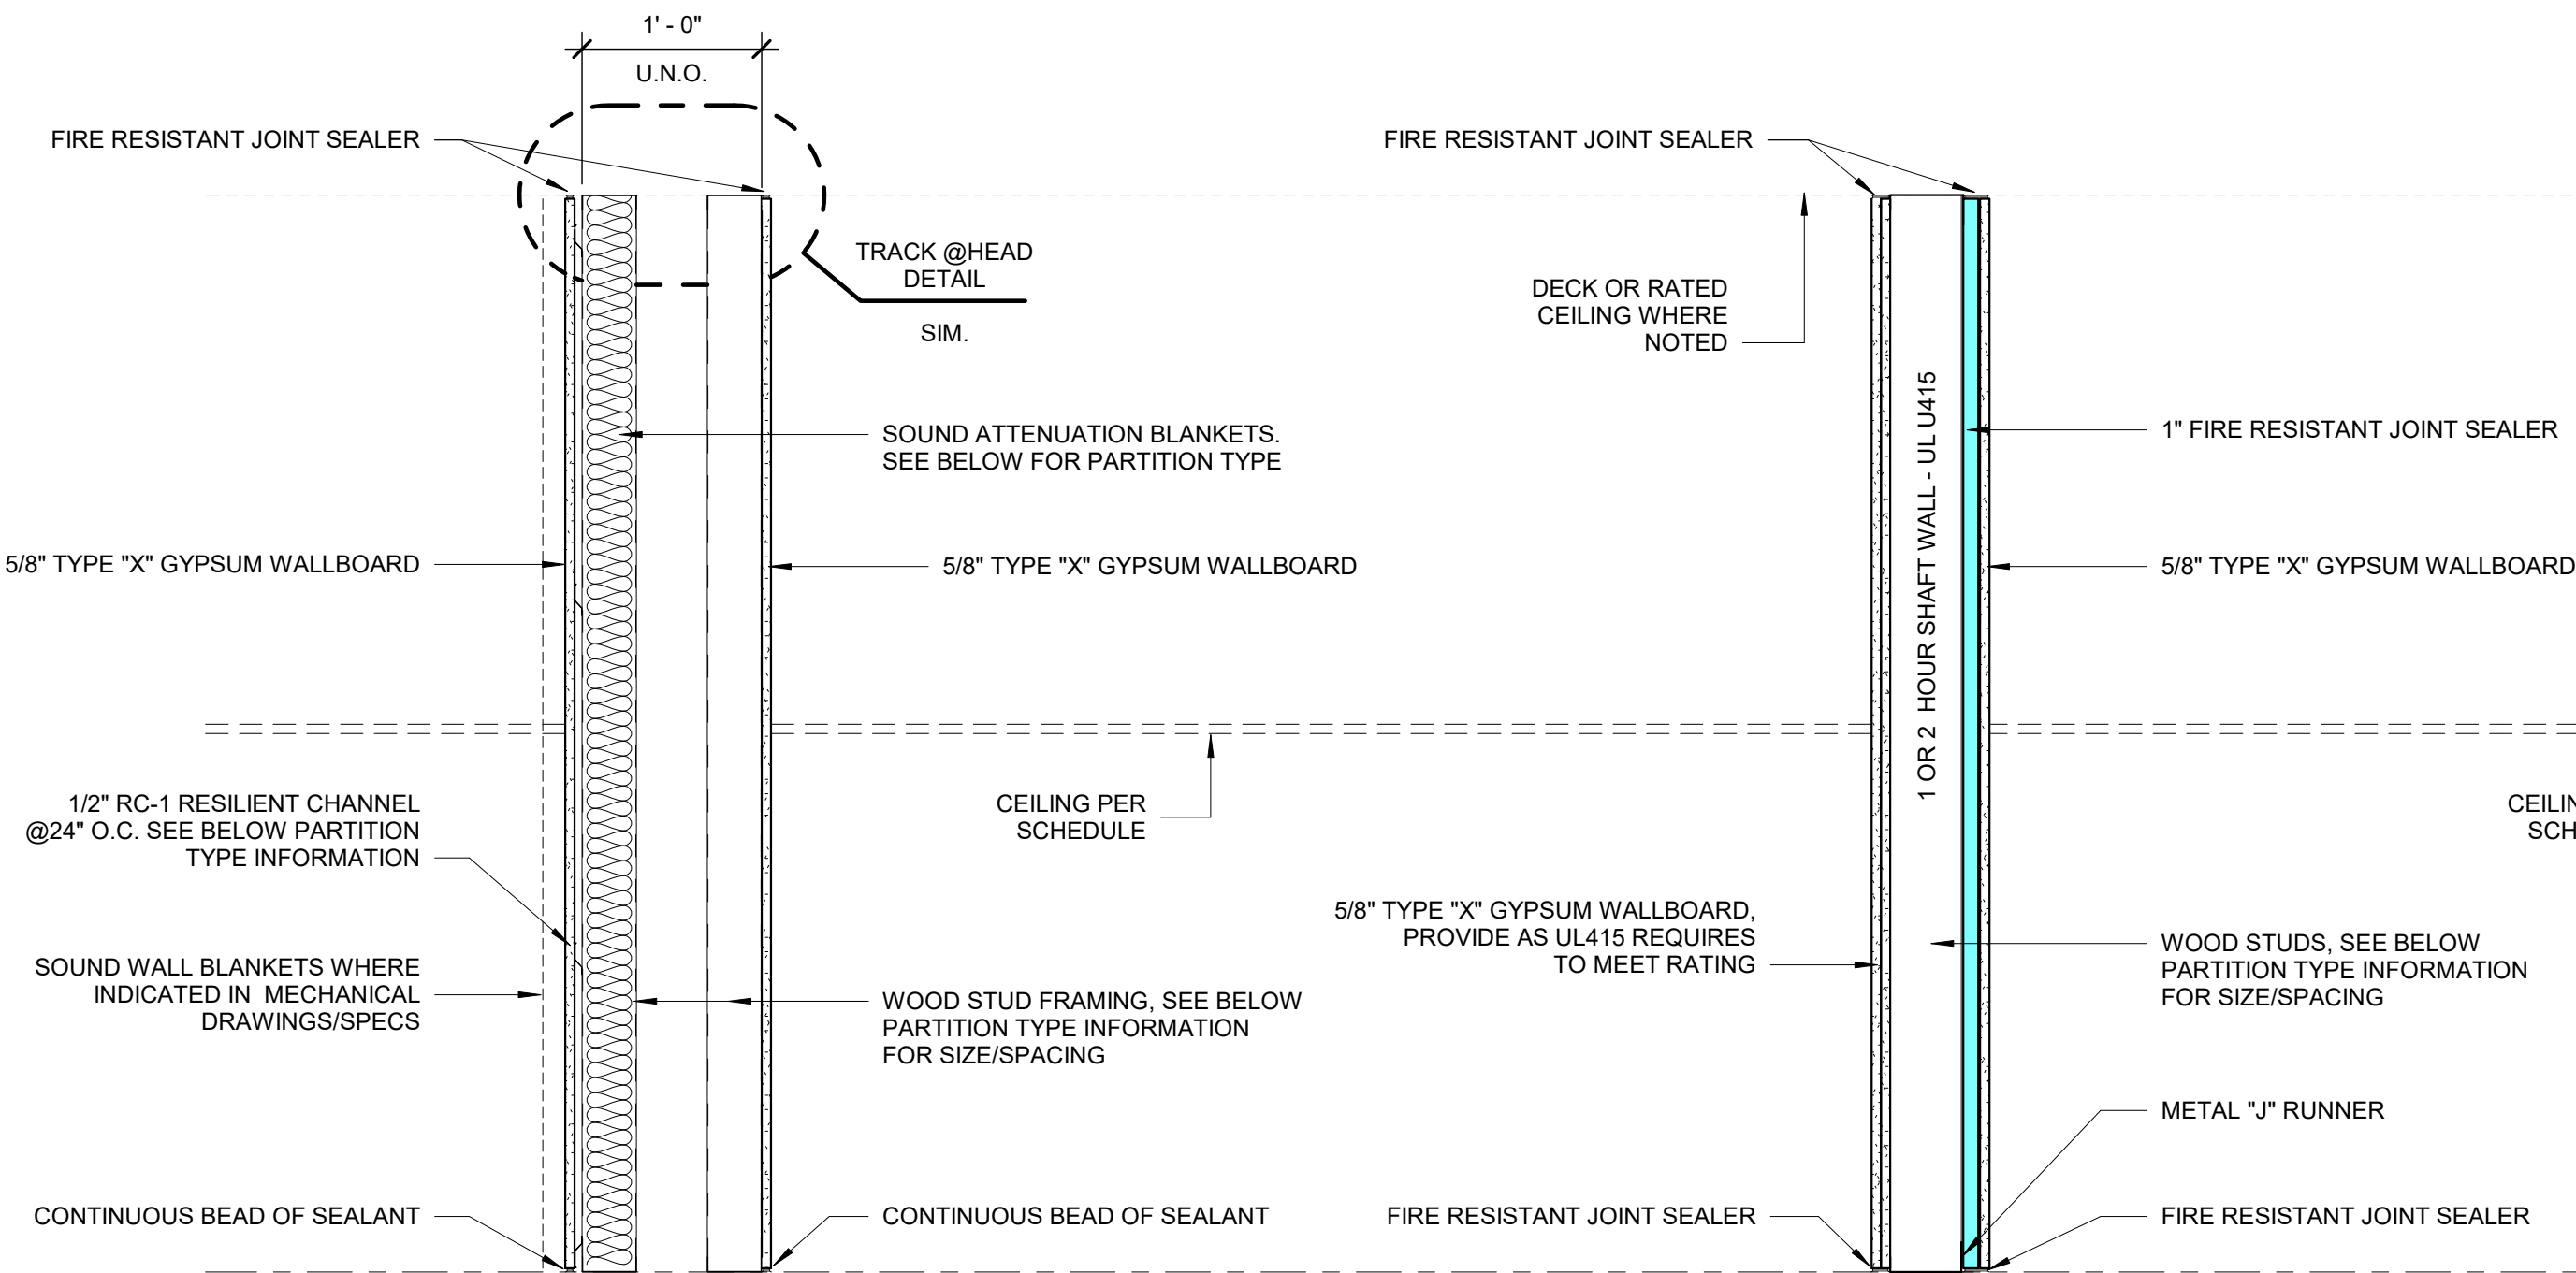 1' - 0"
U.N.O.
FIRE RESISTANT JOINT SEALER
TRACK @HEAD
DETAIL
SIM.
SOUND ATTENUATION BLANKETS.
SEE BELOW FOR PARTITION TYPE
5/8" TYPE "X" GYPSUM WALLBOARD
5/8" TYPE "X" GYPSUM WALLBOARD
1/2" RC-1 RESILIENT CHANNEL
@24" O.C. SEE BELOW PARTITION
TYPE INFORMATION
CEILING PER
SCHEDULE
SOUND WALL BLANKETS WHERE
INDICATED IN MECHANICAL
DRAWINGS/SPECS
WOOD STUD FRAMING, SEE BELOW
PARTITION TYPE INFORMATION
FOR SIZE/SPACING
CONTINUOUS BEAD OF SEALANT
CONTINUOUS BEAD OF SEALANT
FIRE RESISTANT JOINT SEALER
DECK OR RATED
CEILING WHERE
NOTED
1 OR 2 HOUR SHAFT WALL - UL U415
1" FIRE RESISTANT JOINT SEALER
5/8" TYPE "X" GYPSUM WALLBOARD
CEILIN
SCH
5/8" TYPE "X" GYPSUM WALLBOARD,
PROVIDE AS UL415 REQUIRES
TO MEET RATING
WOOD STUDS, SEE BELOW
PARTITION TYPE INFORMATION
FOR SIZE/SPACING
METAL "J" RUNNER
FIRE RESISTANT JOINT SEALER
FIRE RESISTANT JOINT SEALER